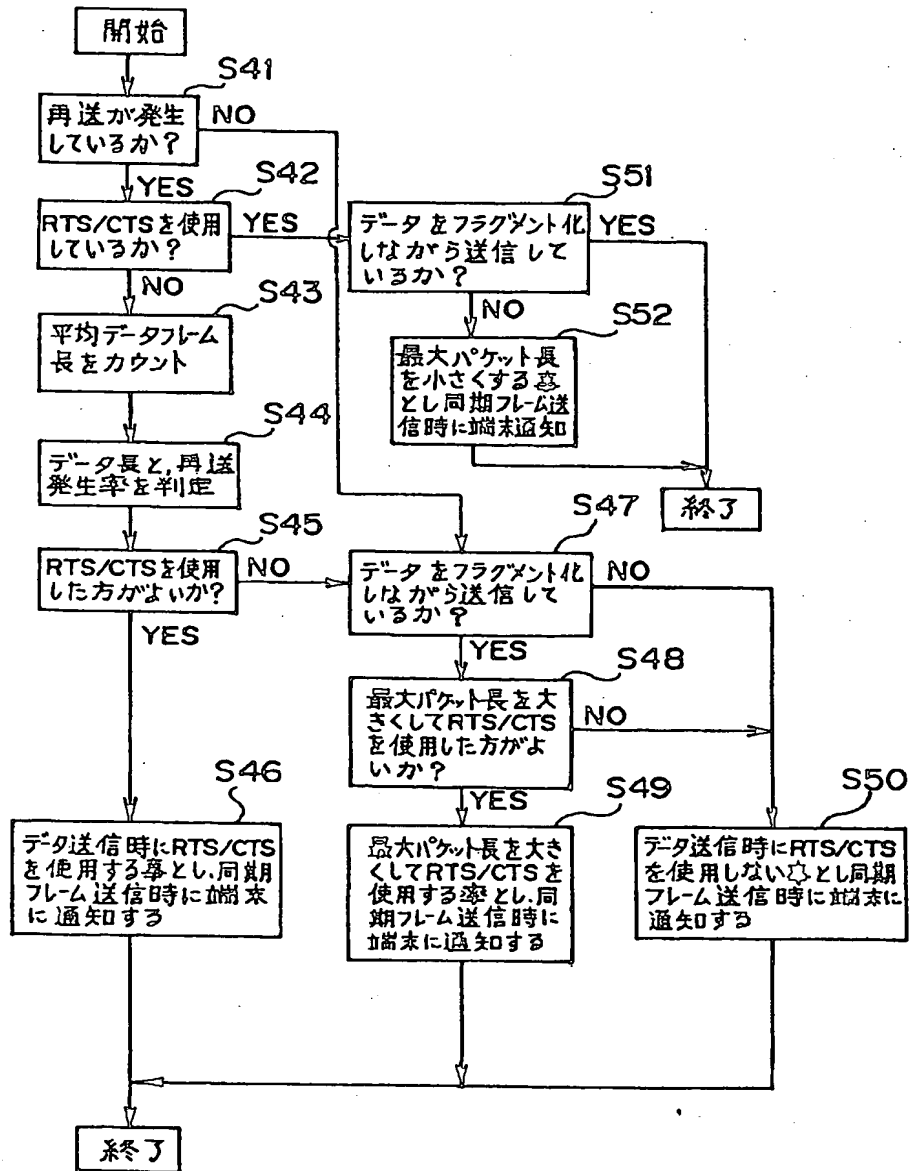 開始
S41
再送が発生
しているか?
NO
YES
S42
RTS/CTSを使用
しているか?
YES
NO
S51
データをフラグメント化
しながら送信して
いるか?
YES
NO
S43
平均データフレーム
長をカウント
S52
最大パケット長
を小さくする
とし同期フレーム送
信時に端末通知
終了
S44
データ長と,再送
発生率を判定
S45
RTS/CTSを使用
した方がよいか?
NO
YES
S47
データをフラグメント化
しながら送信して
いるか?
NO
YES
S48
最大パケット長を大
きくしてRTS/CTS
を使用した方がよ
いか?
NO
YES
S46
データ送信時にRTS/CTS
を使用する事とし,同期
フレーム送信時に端末
に通知する
S49
最大パケット長を大き
くしてRTS/CTSを
使用する事とし,同
期フレーム送信時に
端末に通知する
S50
データ送信時にRTS/CTS
を使用しない とし同期
フレーム送信時に端末に
通知する
終了